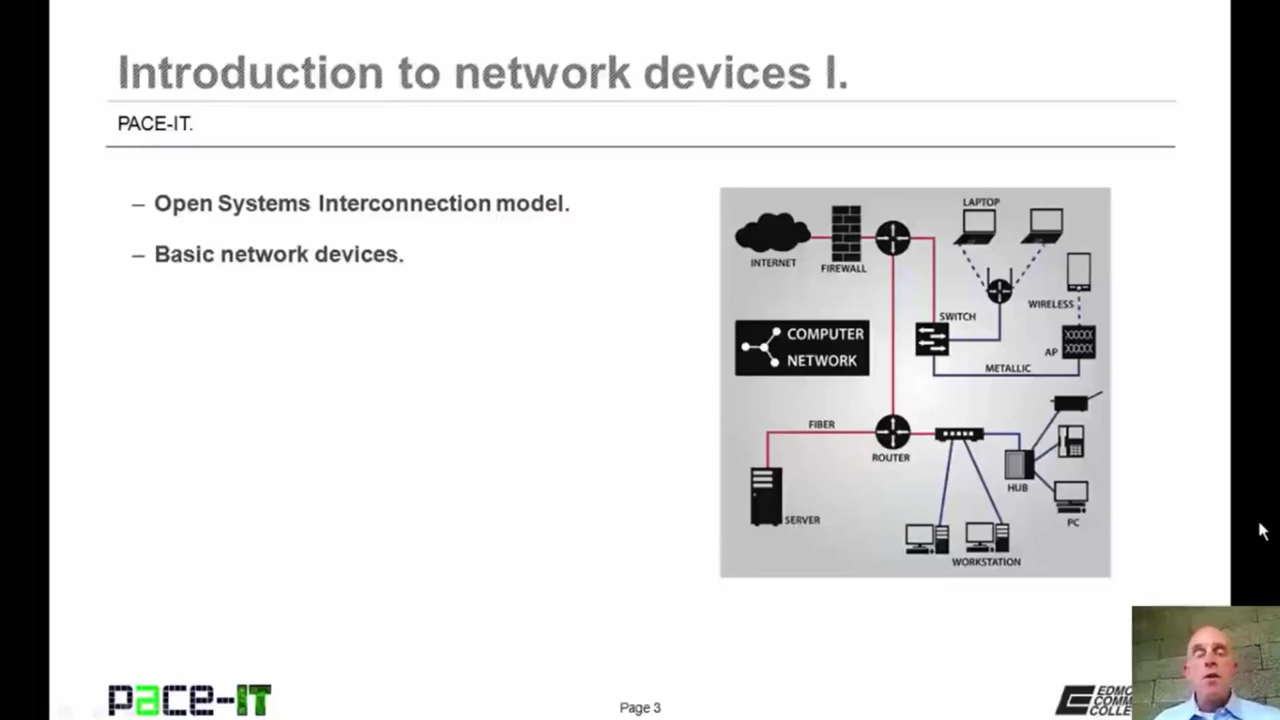 Introduction to network devices I.
PACE-IT.
– Open Systems Interconnection model.
– Basic network devices.
LAPTOP
INTERNET
FIREWALL
WIRELESS
SWITCH
COMPUTER
NETWORK
AP
METALLIC
FIBER
ROUTER
HUB
SERVER
PC
WORKSTATION
pace-IT
Page 3